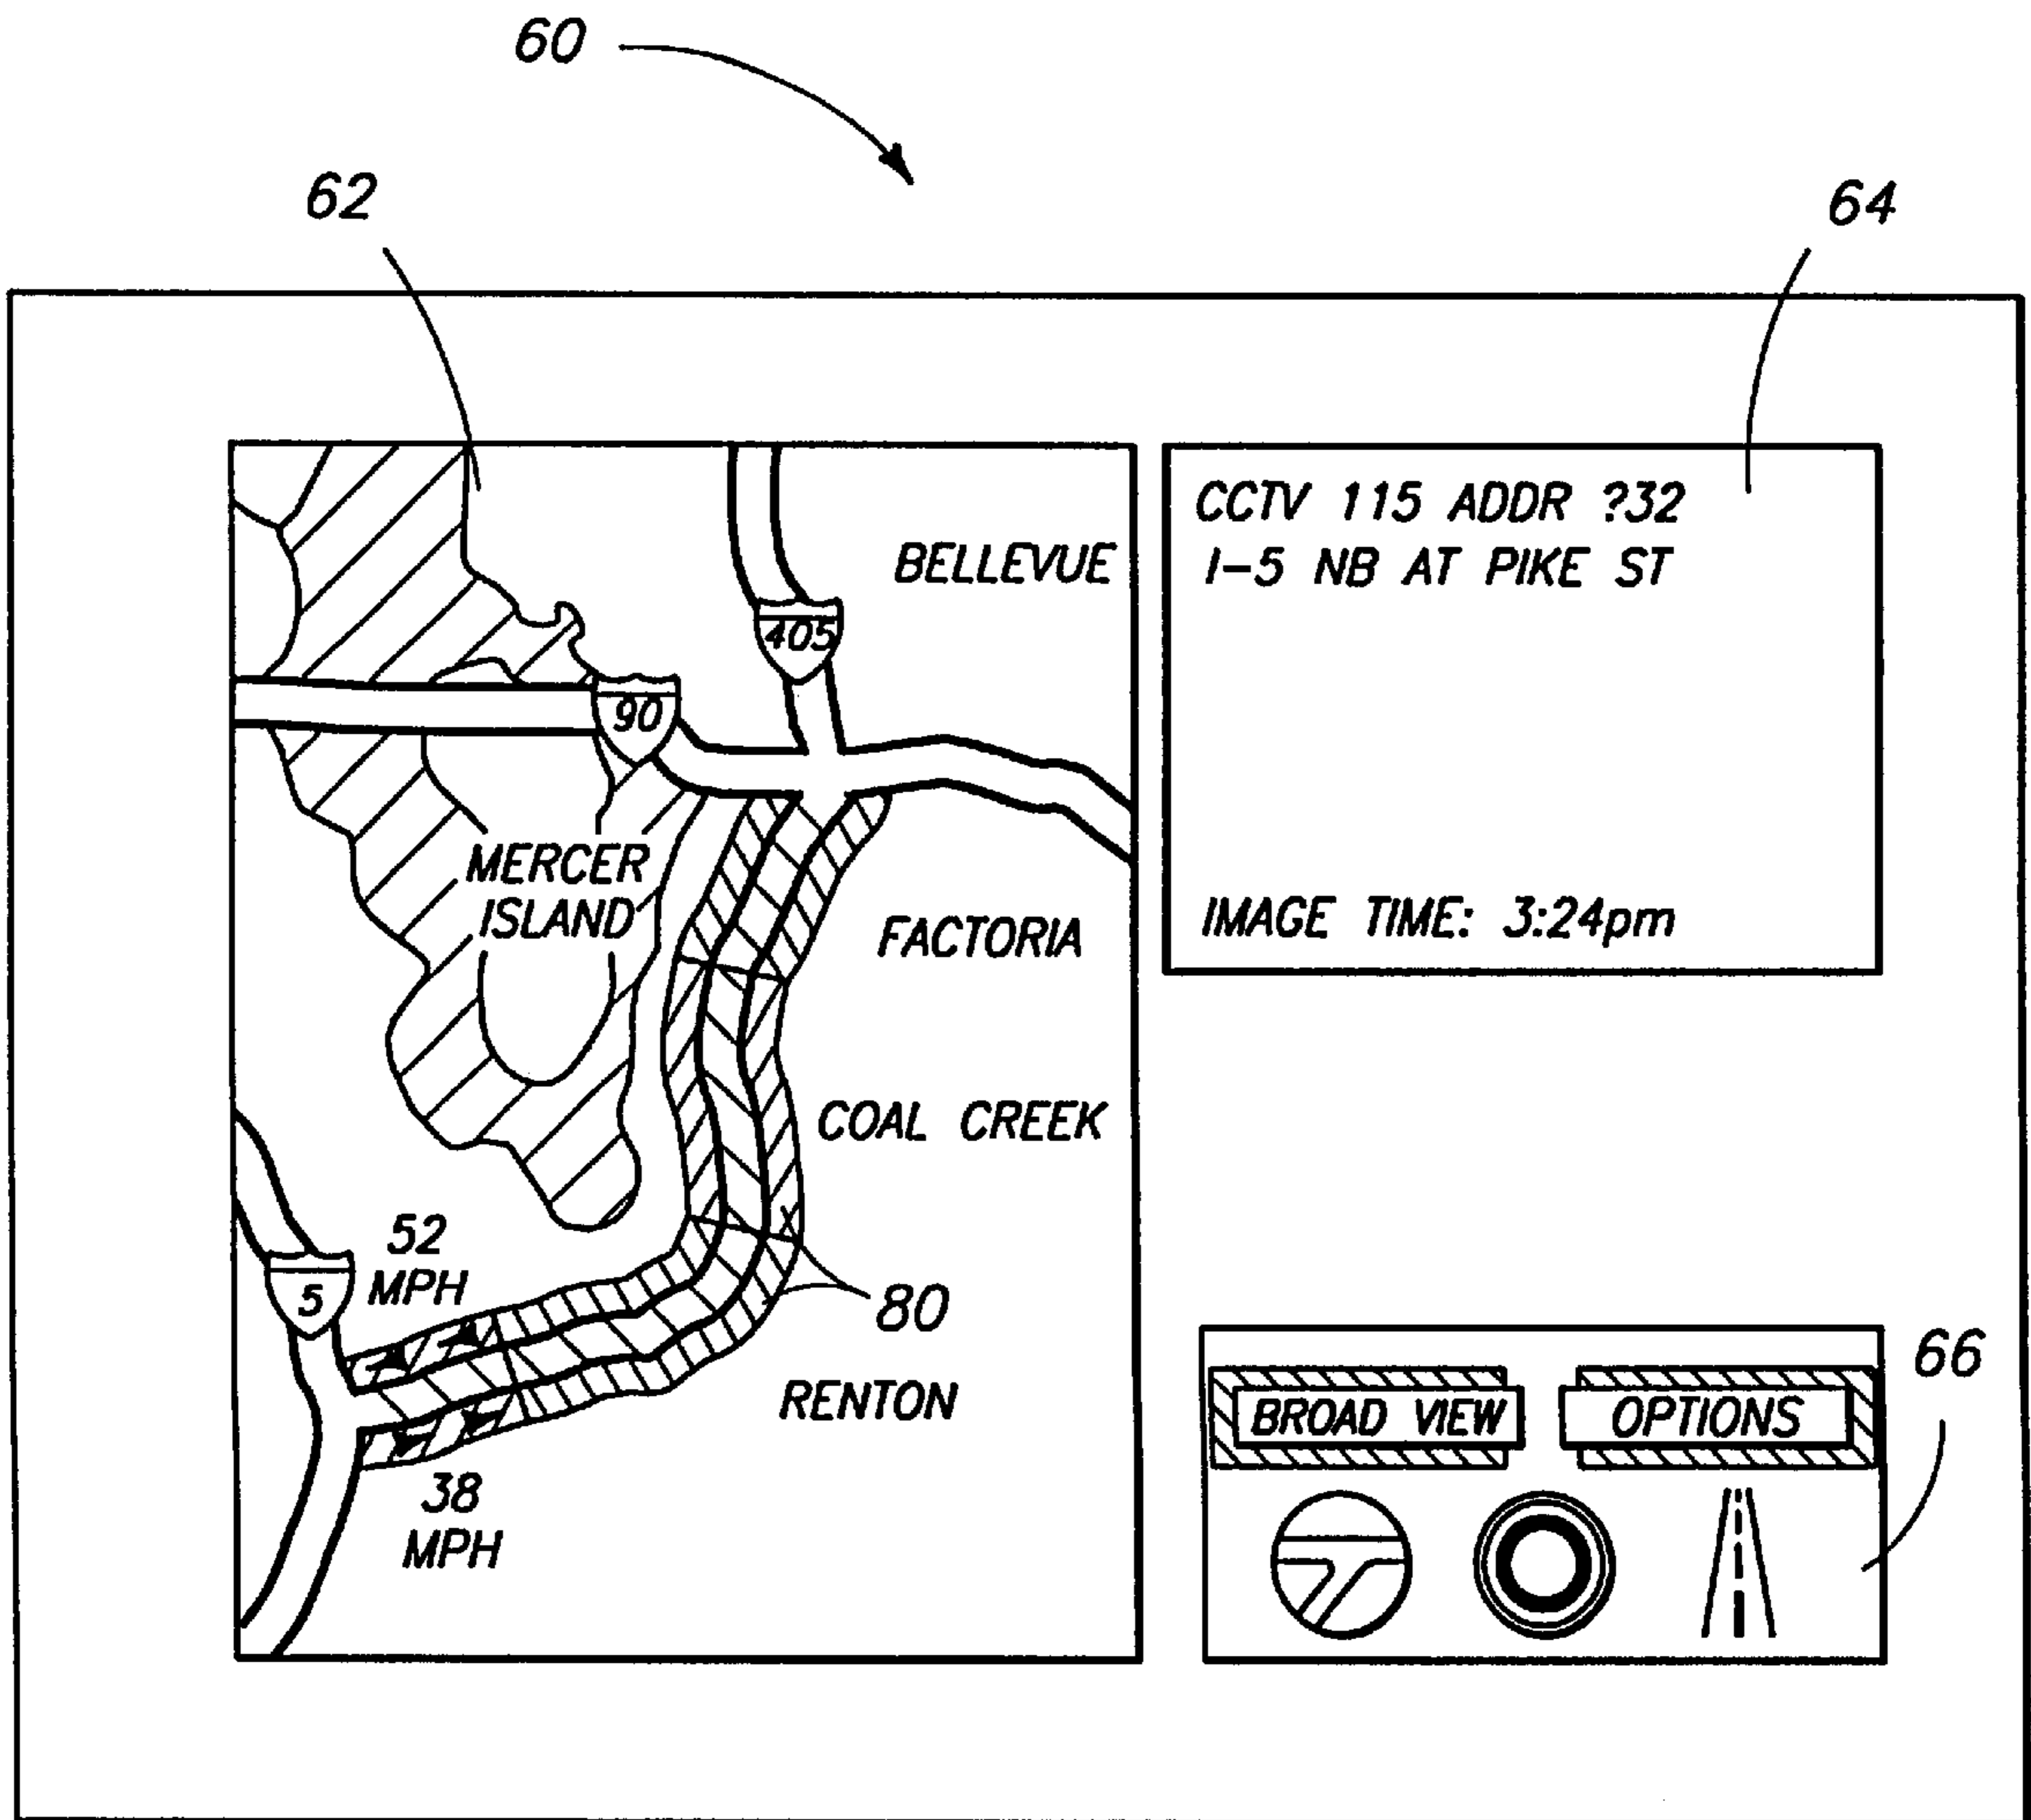 60
62
64
CCTV 115 ADDR ?32
I-5 NB AT PIKE ST
BELLEVUE
405
90
MERCER
ISLAND
IMAGE TIME: 3:24pm
FACTORIA
COAL CREEK
52
MPH
5
80
RENTON
66
BROAD VIEW
OPTIONS
38
MPH